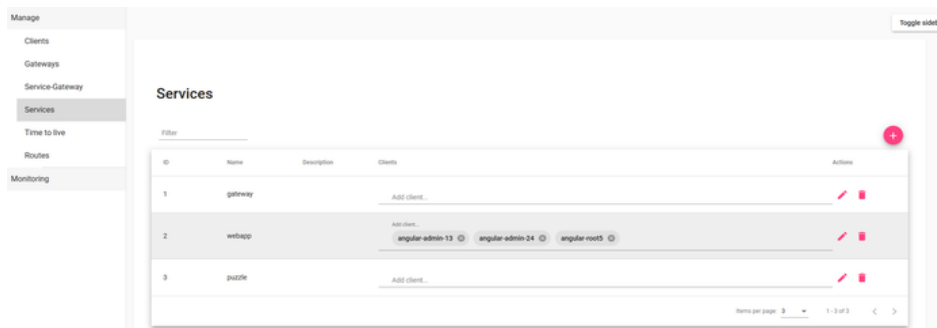 Manage
Toggle sideb
Clients
Gateways
Service-Gateway
Services
Services
Time to live
Filter
Routes
ID Name Description Clients Actions
Monitoring
1 gateway Add client...
Add client...
2 webapp angular-admin-13 angular-admin-24 angular-root5
3 puzzle Add client...
Items per page: 3 1 - 3 of 3